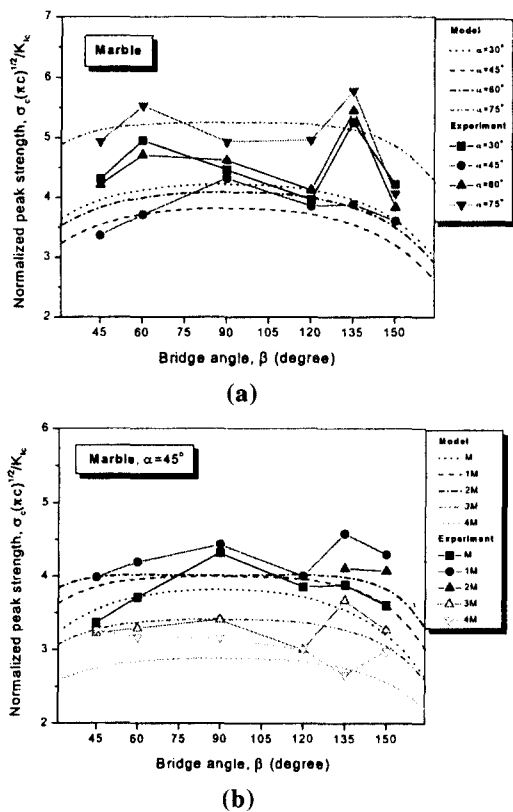 7
6
5
4
3
2
Normalized peak strength, σc(πc)^1/2/KIc
Marble
45 60 75 90 105 120 135 150
Bridge angle, β (degree)
Model
α=30°
α=45°
α=60°
α=75°
Experiment
α=30°
α=45°
α=60°
α=75°
(a)
6
5
4
3
2
Normalized peak strength, σc(πc)^1/2/KIc
Marble, α=45°
45 60 75 90 105 120 135 150
Bridge angle, β (degree)
Model
M
1M
2M
3M
4M
Experiment
M
1M
2M
3M
4M
(b)